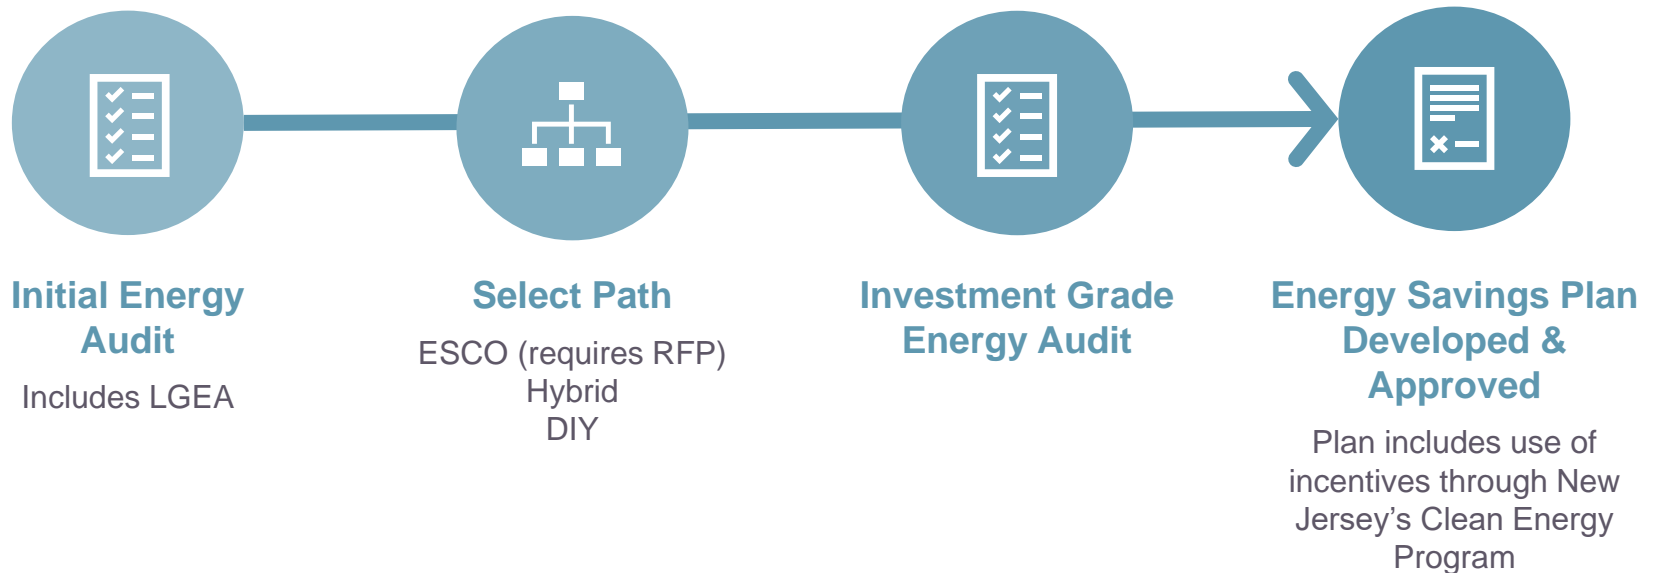 Initial Energy
Audit
Includes LGEA
Select Path
ESCO (requires RFP)
Hybrid
DIY
Investment Grade
Energy Audit
Energy Savings Plan
Developed &
Approved
Plan includes use of
incentives through New
Jersey’s Clean Energy
Program